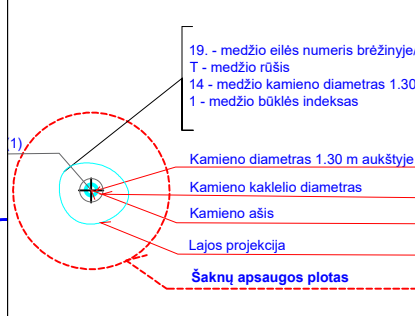 19. - medžio eilės numeris brėžinyje/
T - medžio rūšis
14 - medžio kamieno diametras 1.30
1 - medžio būklės indeksas
1)
Kamieno diametras 1.30 m aukštyje
Kamieno kaklelio diametras
Kamieno ašis
Lajos projekcija
Šaknų apsaugos plotas